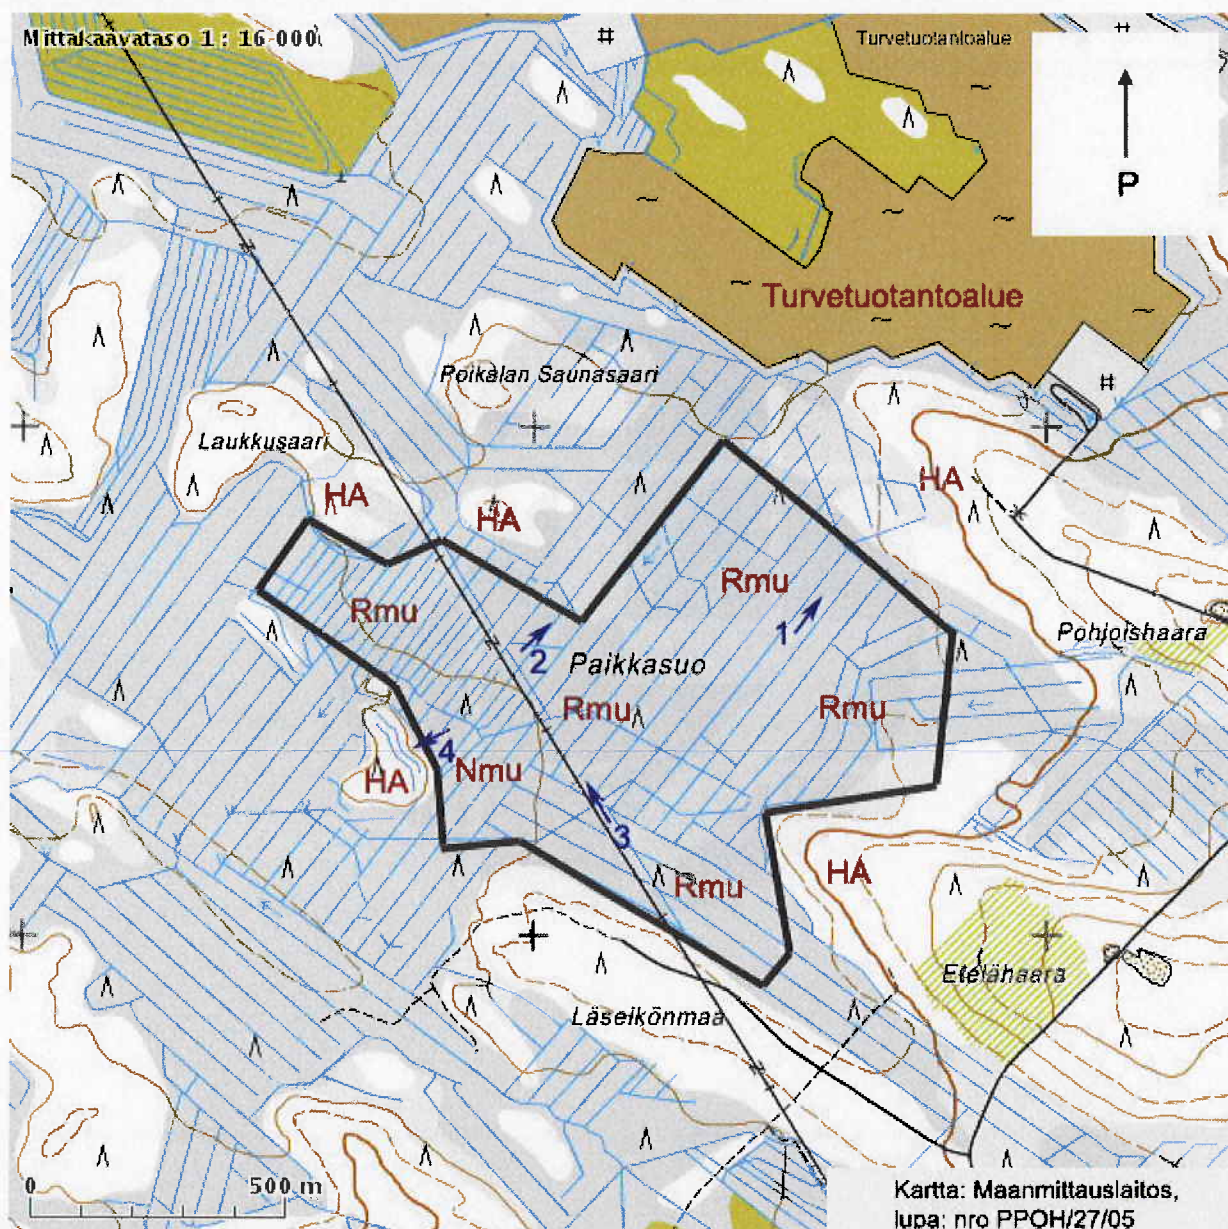 Mittakaavataso 1 : 16 000
Turvetuotantoalue
P
Turvetuotantoalue
Poikalan Saunasaari
Laukkusaari
HA
HA
HA
Rmu
Rmu
1
Pohjoishaara
2
Paikkasuo
Rmu
Rmu
4
Nmu
HA
3
HA
Rmu
Etelähaara
Läseikönmaa
0
500 m
Kartta: Maanmittauslaitos,
lupa: nro PPOH/27/05